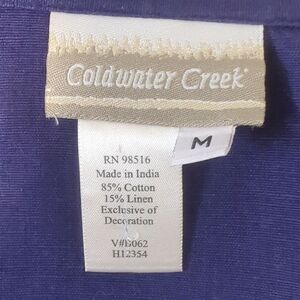 Coldwater Creek
M
RN 98516
Made in India
85% Cotton
15% Linen
Exclusive of
Decoration
V#B062
H12354